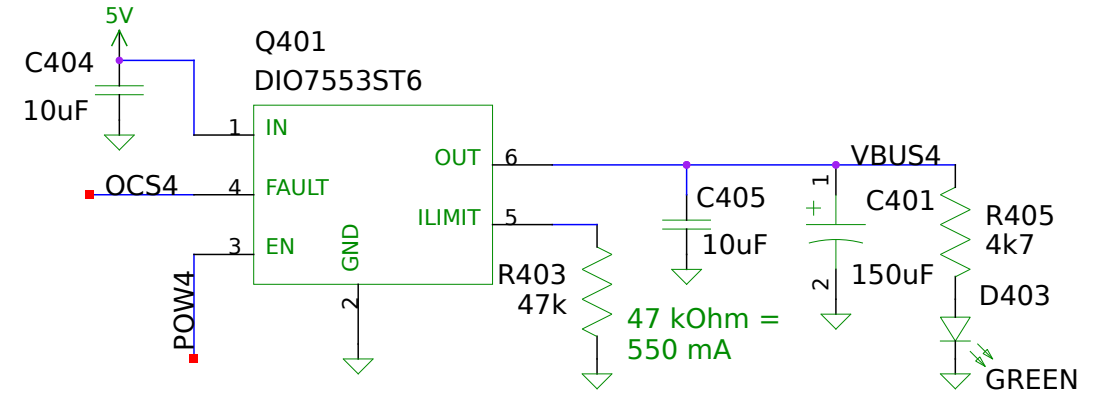 5V
C404
10uF
Q401
DIO7553ST6
1
IN
OCS4
4
FAULT
3
EN
POW4
GND
2
OUT
6
ILIMIT
5
R403
47k
47 kOhm =
550 mA
C405
10uF
VBUS4
1
+
C401
150uF
2
R405
4k7
D403
GREEN